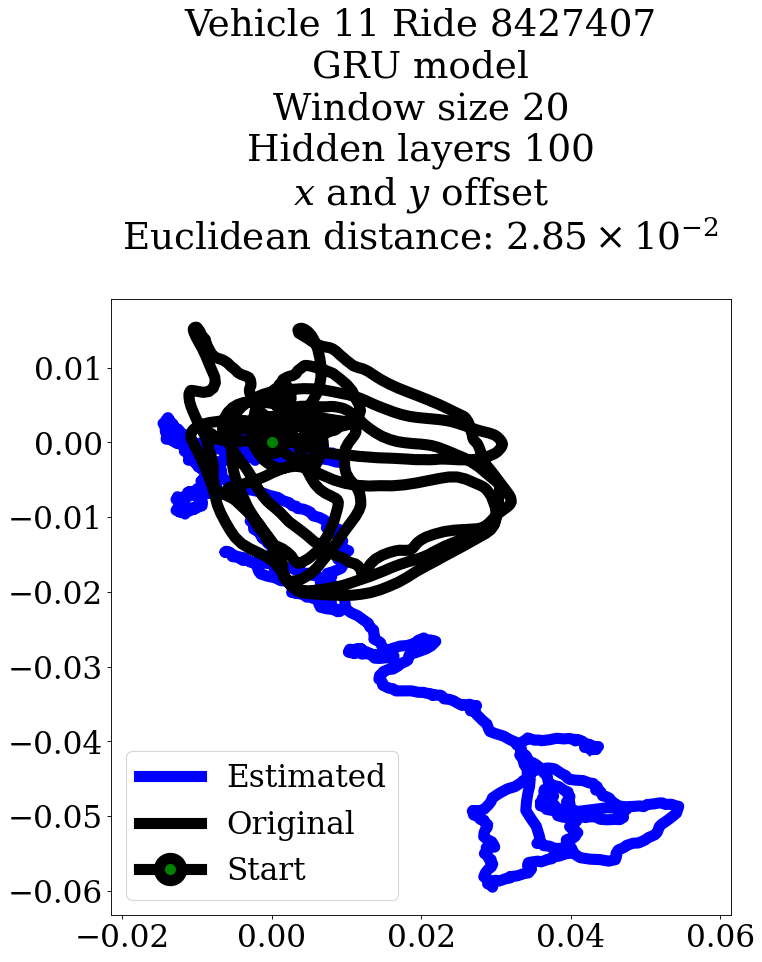 Vehicle 11 Ride 8427407
GRU model
Window size 20
Hidden layers 100
x and y offset
Euclidean distance: 2.85 × 10⁻²
0.01
0.00
−0.01
−0.02
−0.03
−0.04
−0.05
−0.06
Estimated
Original
Start
−0.02 0.00 0.02 0.04 0.06